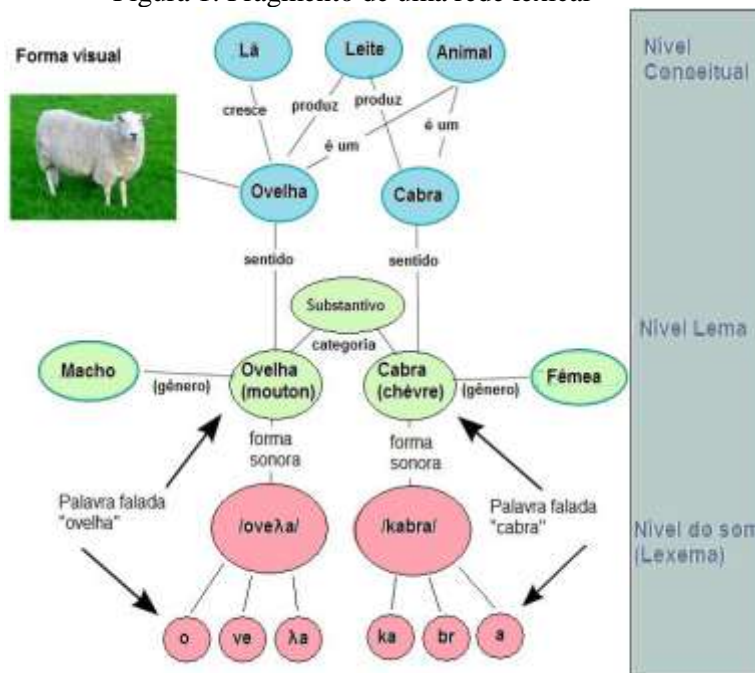 Figura 1: Fragmento de uma rede lexical
Forma visual
Lã
Leite
Animal
Nível
Conceitual
cresce
produz
produz
é um
é um
Ovelha
Cabra
sentido
sentido
Substantivo
categoria
Nível Lema
Macho
(gênero)
Ovelha
(mouton)
Cabra
(chévre)
(gênero)
Fêmea
forma
sonora
forma
sonora
Palavra falada
"ovelha"
/oveλa/
/kabra/
Palavra falada
"cabra"
Nível do som
(Lexema)
o
ve
λa
ka
br
a